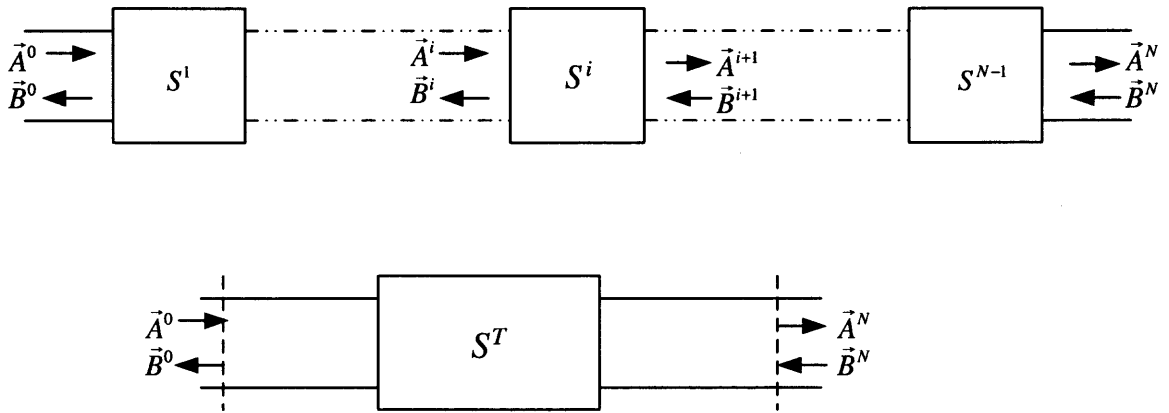 A⃗⁰ S¹ A⃗ⁱ Sⁱ A⃗ⁱ⁺¹ Sᴺ⁻¹ A⃗ᴺ
B⃗⁰ B⃗ⁱ B⃗ⁱ⁺¹ B⃗ᴺ
A⃗⁰ Sᵀ A⃗ᴺ
B⃗⁰ B⃗ᴺ